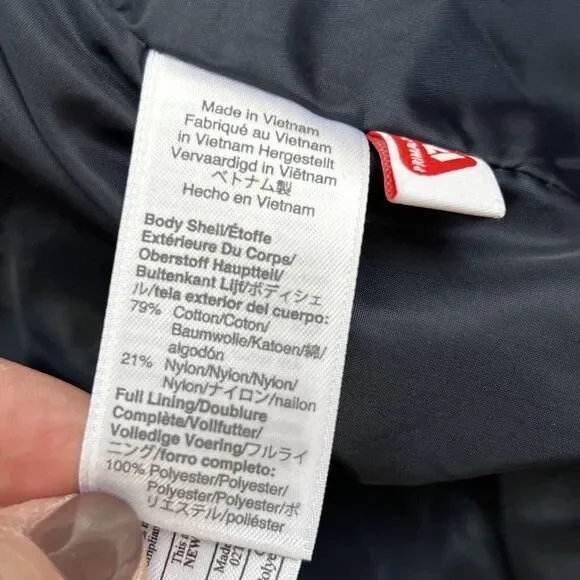 Made in Vietnam
Fabriqué au Vietnam
in Vietnam Hergestellt
Vervaardigd in Viëtnam
ベトナム製
Hecho en Vietnam
Body Shell/Étoffe
Extérieure Du Corps/
Oberstoff Hauptteil/
Buitenkant Lijf/ボディシェ
ル/tela exterior del cuerpo:
79% Cotton/Coton/
Baumwolle/Katoen/綿/
algodón
21% Nylon/Nylon/Nylon/
Nylon/ナイロン/nailon
Full Lining/Doublure
Complète/Vollfutter/
Volledige Voering/フルライ
ニング/forro completo:
100% Polyester/Polyester/
Polyester/Polyester/ポ
リエステル/poliéster
This a
NEW
Made